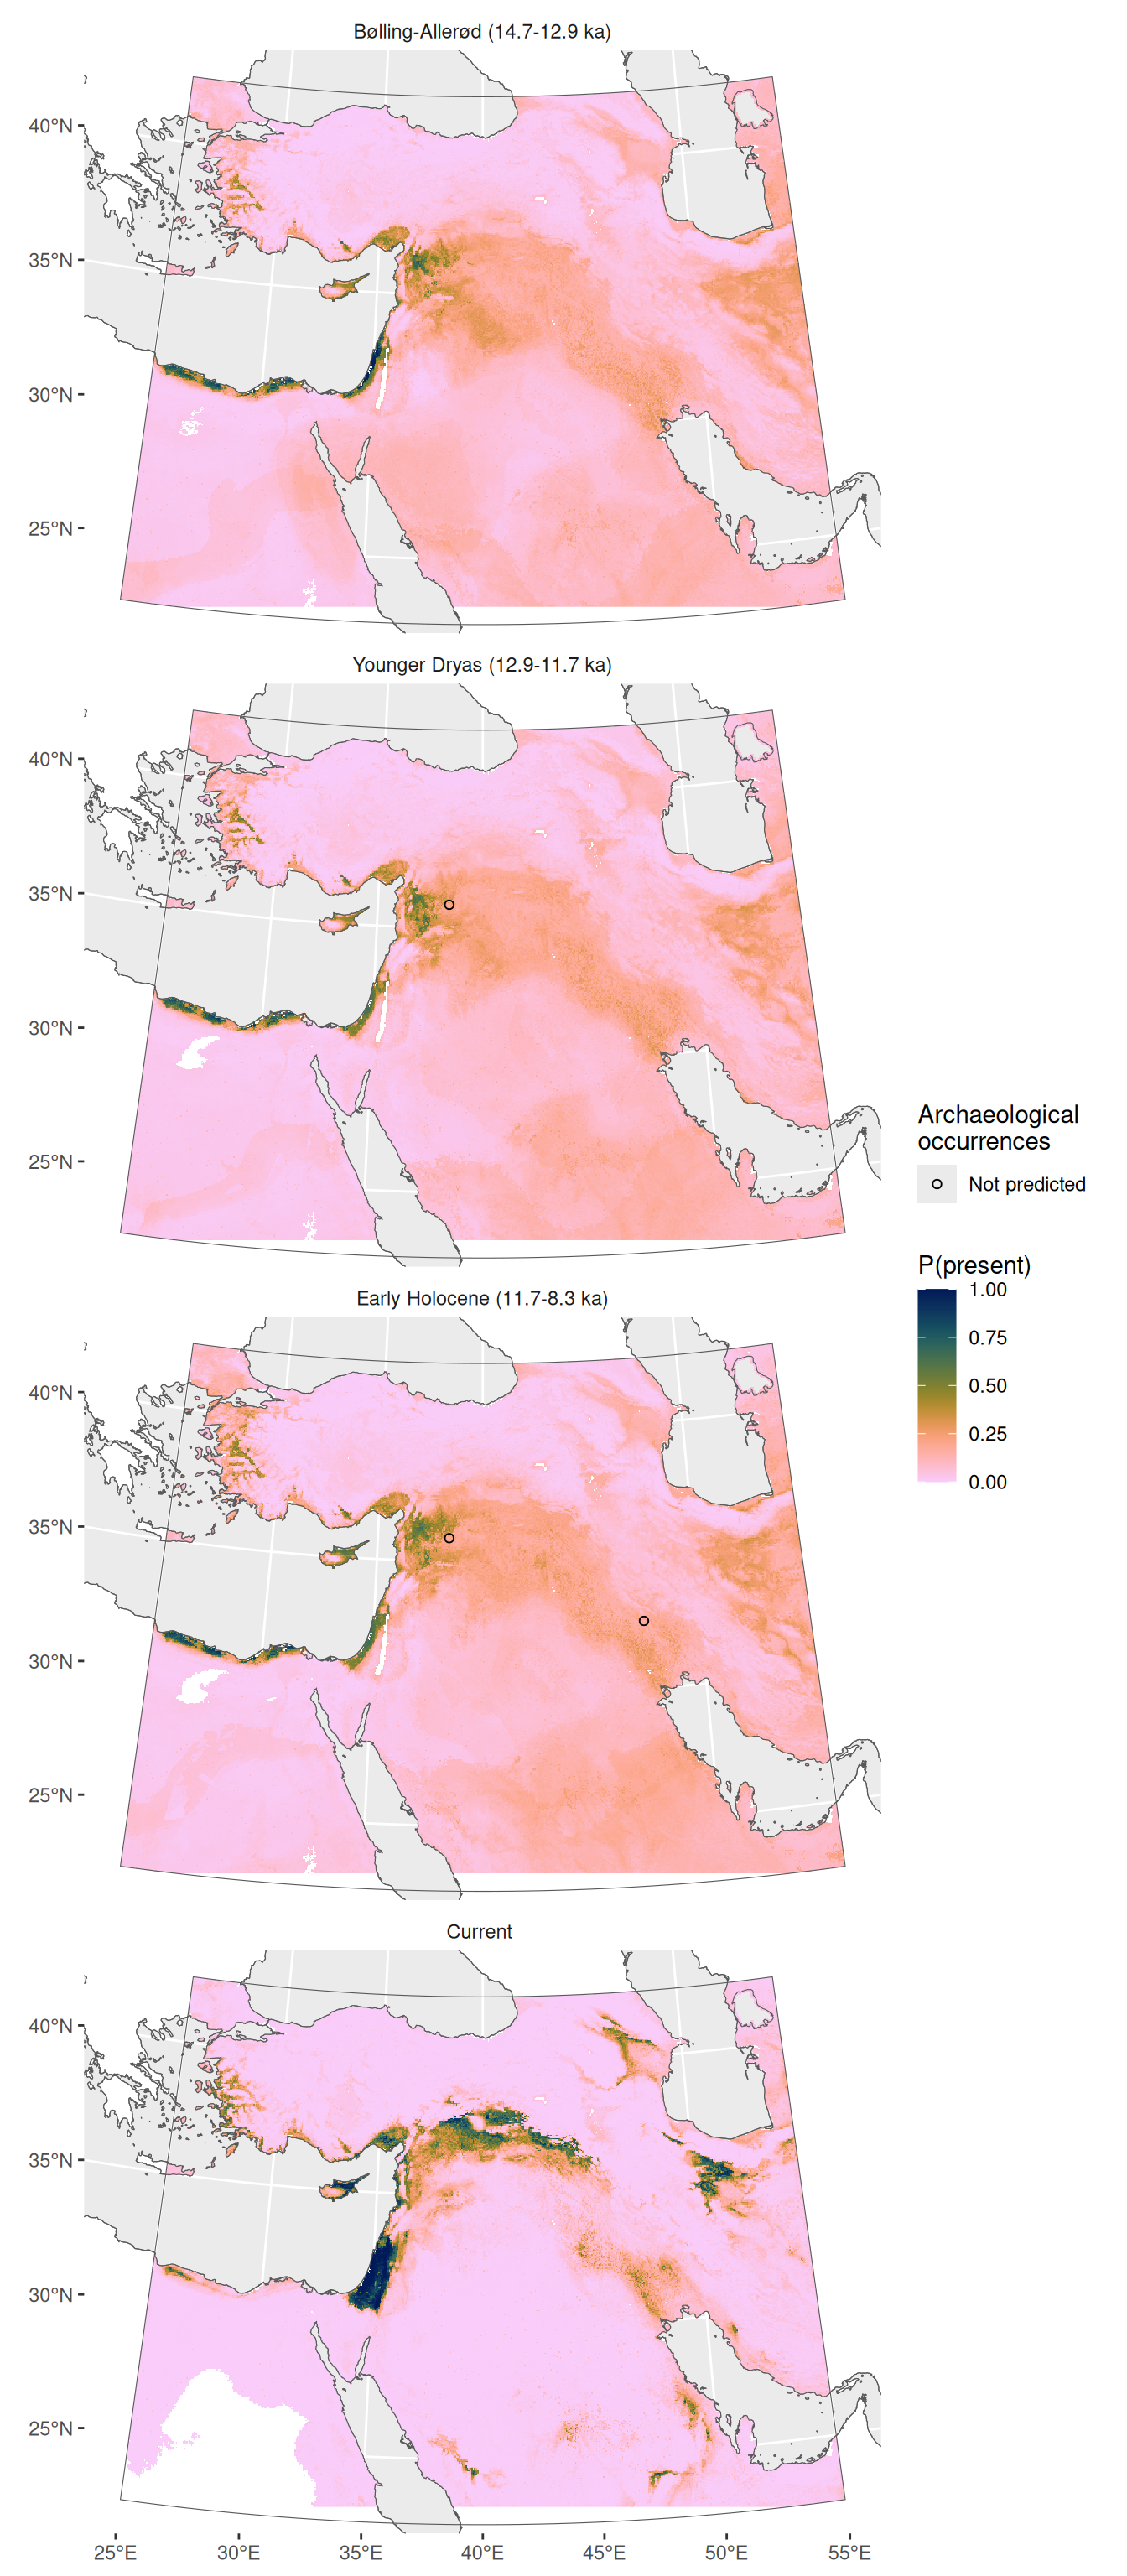 Bølling-Allerød (14.7-12.9 ka)
40°N
35°N
30°N
25°N
Younger Dryas (12.9-11.7 ka)
40°N
35°N
30°N
25°N
Archaeological
occurrences
Not predicted
P(present)
1.00
0.75
0.50
0.25
0.00
Early Holocene (11.7-8.3 ka)
40°N
35°N
30°N
25°N
Current
40°N
35°N
30°N
25°N
25°E 30°E 35°E 40°E 45°E 50°E 55°E